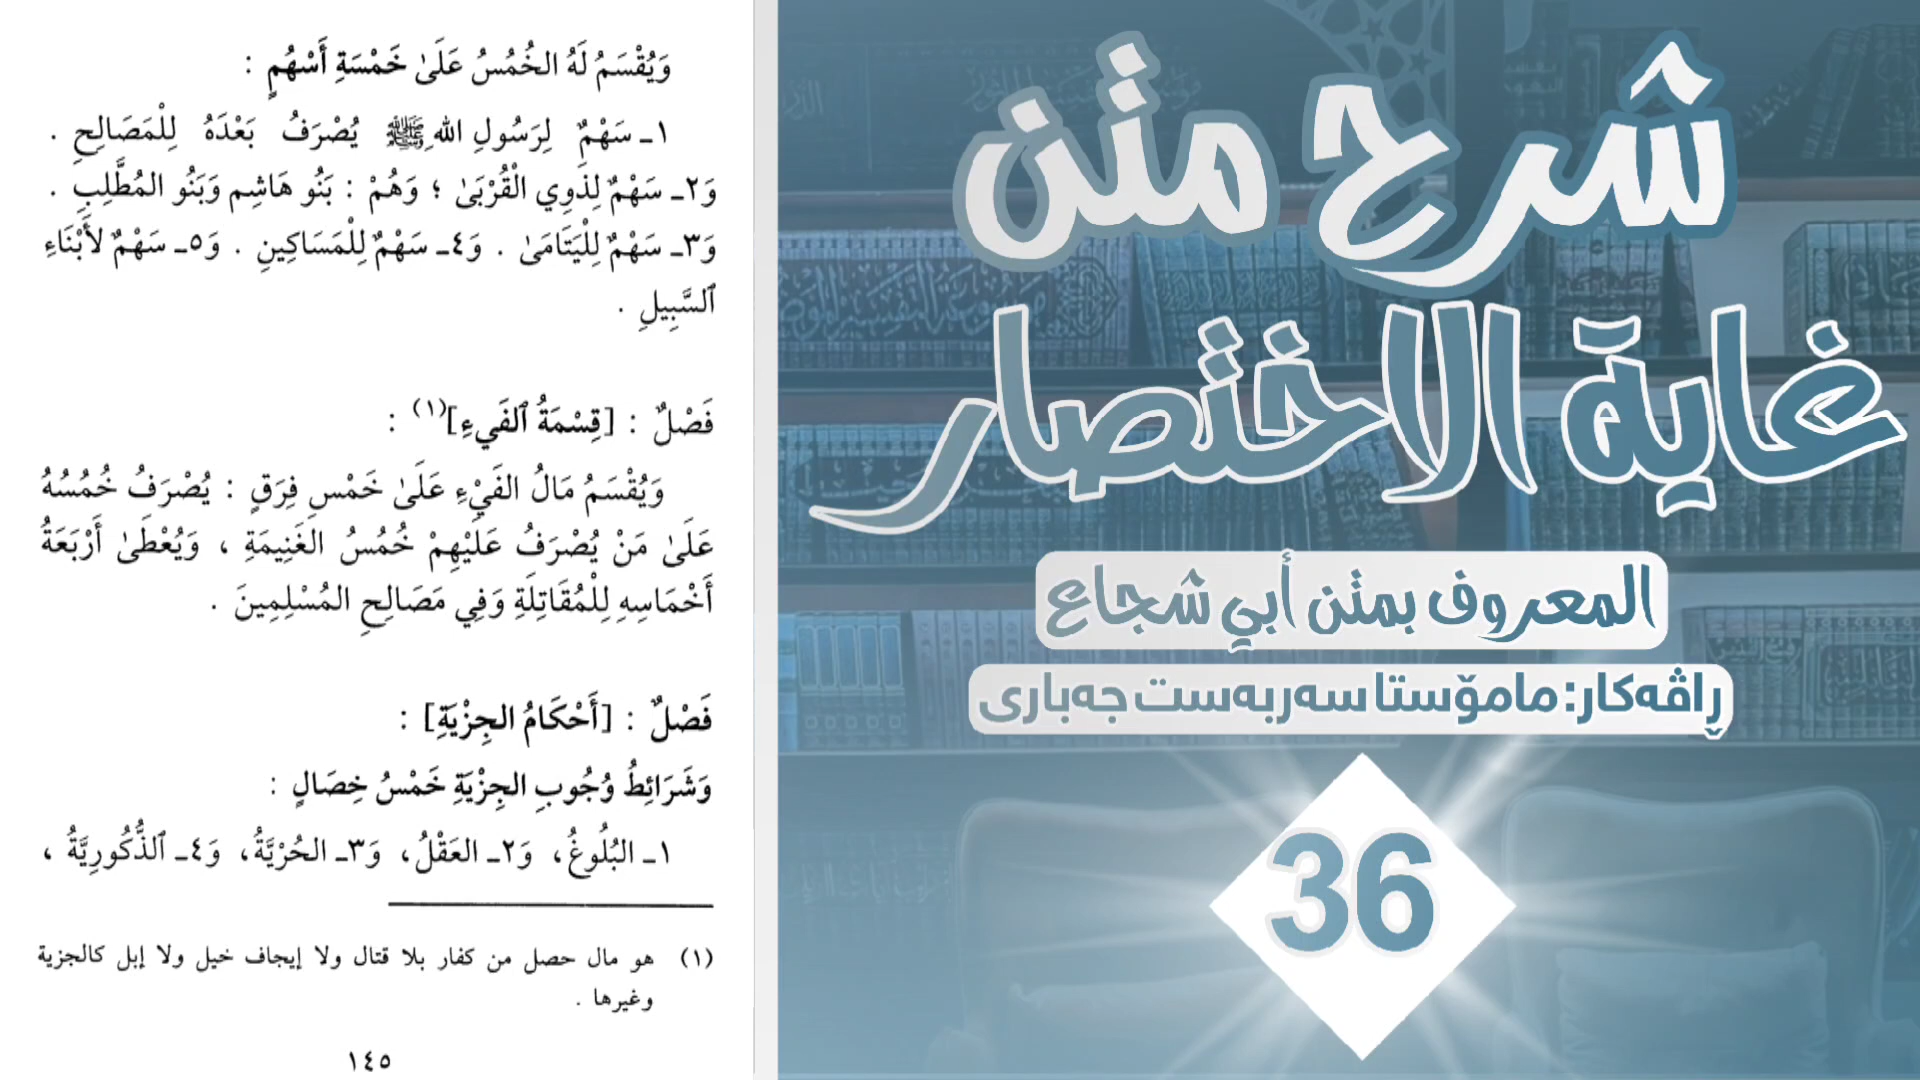 وَيُقْسَمُ لَهُ الخُمُسُ عَلَىٰ خَمْسَةِ أَسْهُمٍ :
١ـ سَهْمٌ لِرَسُولِ اللهِ ﷺ يُصْرَفُ بَعْدَهُ لِلْمَصَالِحِ .
وَ٢ـ سَهْمٌ لِذَوِي الْقُرْبَىٰ ؛ وَهُمْ : بَنُو هَاشِم وَبَنُو المُطَّلِبِ .
وَ٣ـ سَهْمٌ لِلْيَتَامَىٰ . وَ٤ـ سَهْمٌ لِلْمَسَاكِينِ . وَ٥ـ سَهْمٌ لأَبْنَاءِ
ٱلسَّبِيلِ .
فَصْلٌ : [قِسْمَةُ ٱلفَيءِ](١) :
وَيُقْسَمُ مَالُ الفَيْءِ عَلَىٰ خَمْسِ فِرَقٍ : يُصْرَفُ خُمُسُهُ
عَلَىٰ مَنْ يُصْرَفُ عَلَيْهِمْ خُمُسُ الغَنِيمَةِ ، وَيُعْطَىٰ أَرْبَعَةُ
أَخْمَاسِهِ لِلْمُقَاتِلَةِ وَفِي مَصَالِحِ المُسْلِمِينَ .
فَصْلٌ : [أَحْكَامُ الجِزْيَةِ] :
وَشَرَائِطُ وُجُوبِ الجِزْيَةِ خَمْسُ خِصَالٍ :
١ـ البُلُوغُ، وَ٢ـ العَقْلُ، وَ٣ـ الحُرْيَّةُ، وَ٤ـ ٱلذُّكُورِيَّةُ ،
(١) هو مال حصل من كفار بلا قتال ولا إيجاف خيل ولا إبل كالجزية
وغيرها .
١٤٥
شرح متن
غاية الاختصار
المعروف بمتن أبي شجاع
ڕاڤەکار: مامۆستا سەربەست جەباری
36